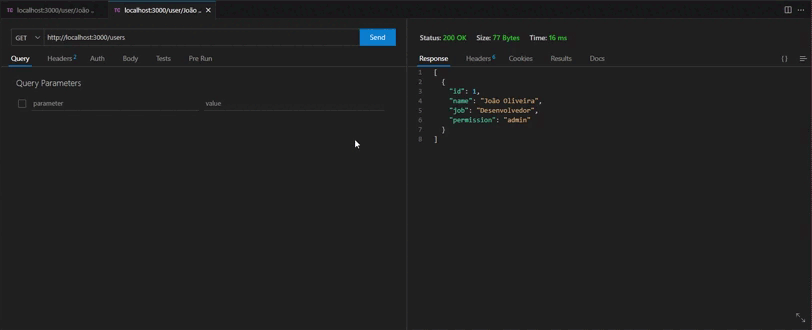 TC localhost:3000/user/João .. TC localhost:3000/user/João .. ×
GET http://localhost:3000/users Send
Query Headers 2 Auth Body Tests Pre Run
Query Parameters
parameter value
Status: 200 OK Size: 77 Bytes Time: 16 ms
Response Headers 6 Cookies Results Docs { }
1 [
2 {
3 "id": 1,
4 "name": "João Oliveira",
5 "job": "Desenvolvedor",
6 "permission": "admin"
7 }
8 ]